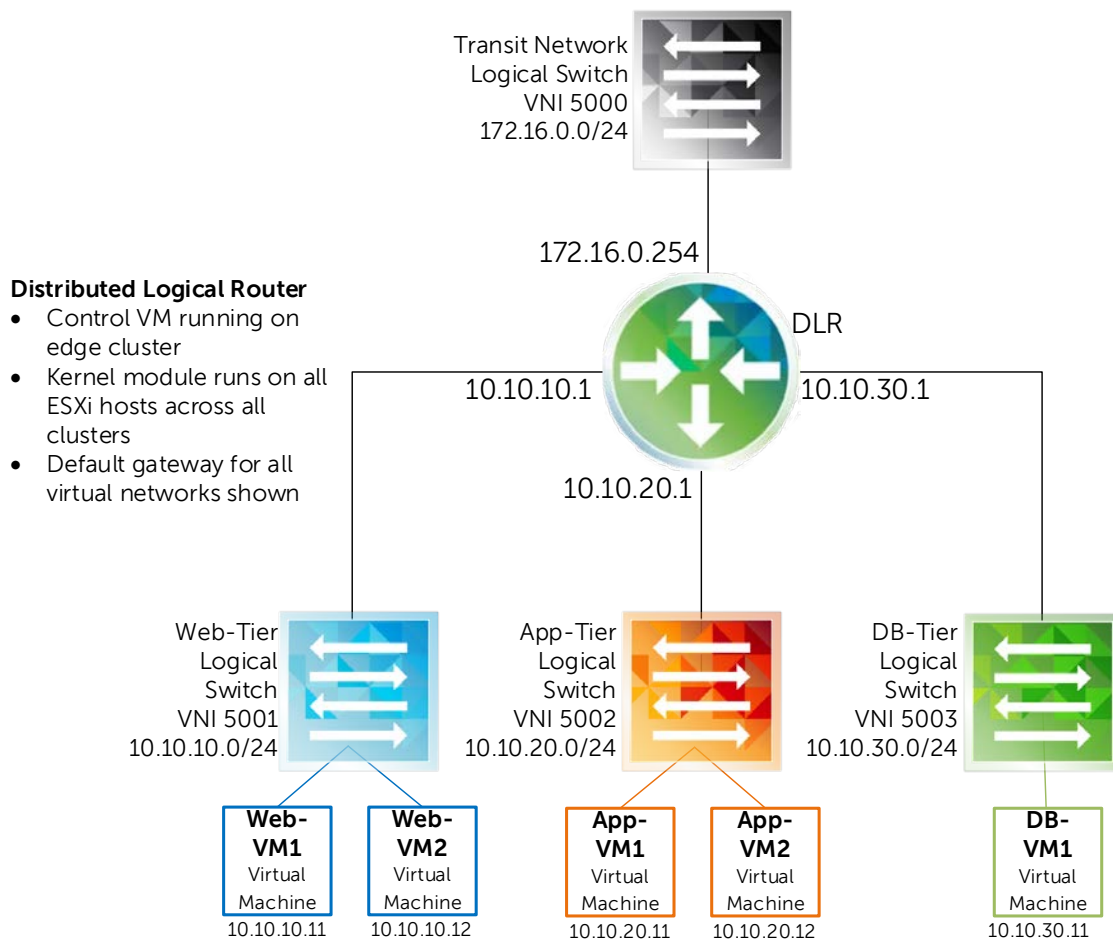 Transit Network
Logical Switch
VNI 5000
172.16.0.0/24
172.16.0.254
Distributed Logical Router
• Control VM running on
edge cluster
• Kernel module runs on all
ESXi hosts across all
clusters
• Default gateway for all
virtual networks shown
DLR
10.10.10.1
10.10.30.1
10.10.20.1
Web-Tier
Logical
Switch
VNI 5001
10.10.10.0/24
App-Tier
Logical
Switch
VNI 5002
10.10.20.0/24
DB-Tier
Logical
Switch
VNI 5003
10.10.30.0/24
Web-
VM1
Virtual
Machine
10.10.10.11
Web-
VM2
Virtual
Machine
10.10.10.12
App-
VM1
Virtual
Machine
10.10.20.11
App-
VM2
Virtual
Machine
10.10.20.12
DB-
VM1
Virtual
Machine
10.10.30.11